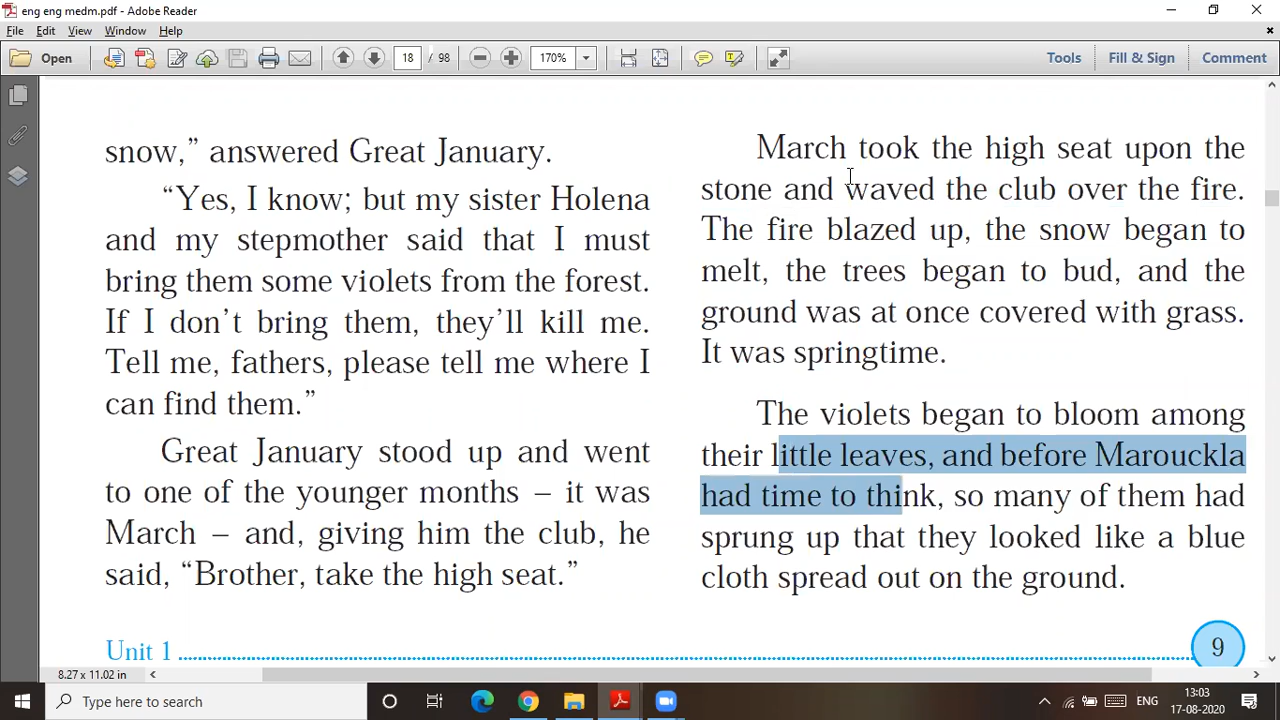 eng eng medm.pdf - Adobe Reader
File Edit View Window Help
Open 18 / 98 170% Tools Fill & Sign Comment
snow,” answered Great January.
“Yes, I know; but my sister Holena
and my stepmother said that I must
bring them some violets from the forest.
If I don’t bring them, they’ll kill me.
Tell me, fathers, please tell me where I
can find them.”
Great January stood up and went
to one of the younger months – it was
March – and, giving him the club, he
said, “Brother, take the high seat.”
March took the high seat upon the
stone and waved the club over the fire.
The fire blazed up, the snow began to
melt, the trees began to bud, and the
ground was at once covered with grass.
It was springtime.
The violets began to bloom among
their little leaves, and before Marouckla
had time to think, so many of them had
sprung up that they looked like a blue
cloth spread out on the ground.
Unit 1 9
8.27 x 11.02 in
Type here to search
ENG
13:03
17-08-2020